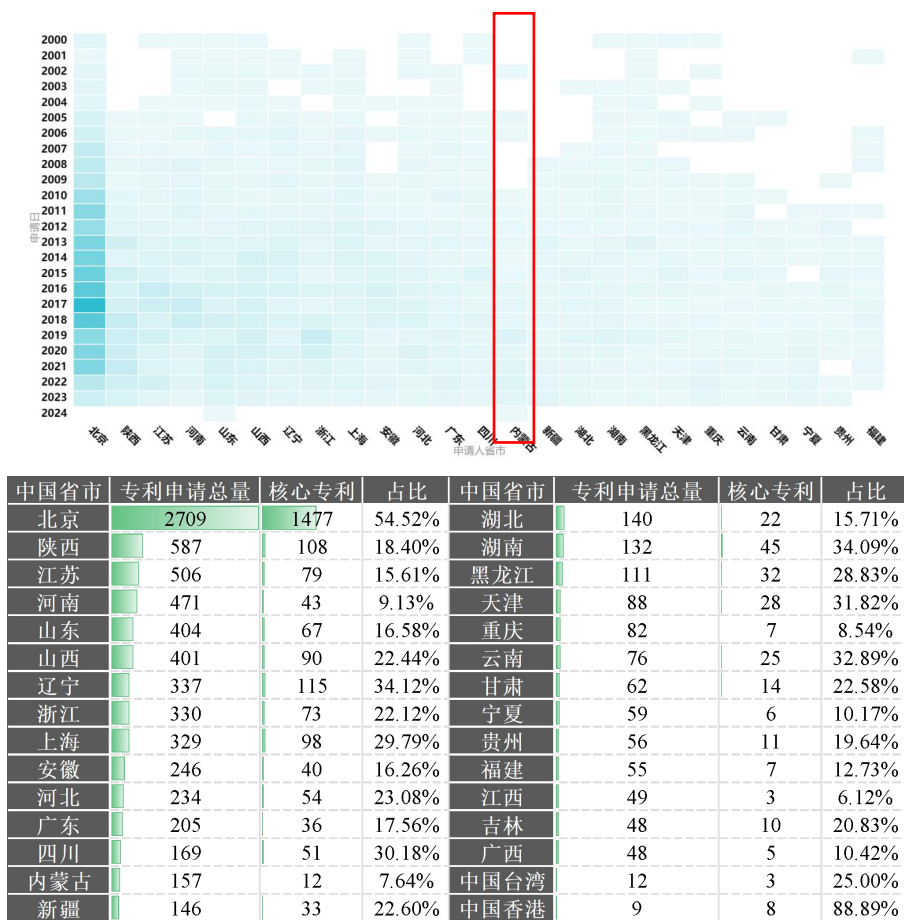 2000
2001
2002
2003
2004
2005
2006
2007
2008
2009
2010
2011
2012
2013
2014
2015
2016
2017
2018
2019
2020
2021
2022
2023
2024
申请日
北京 陕西 江苏 河南 山东 山西 辽宁 浙江 上海 安徽 河北 广东 四川 内蒙古 新疆 湖北 湖南 黑龙江 天津 重庆 云南 甘肃 宁夏 贵州 福建
申请人省市
中国省市 专利申请总量 核心专利 占比 中国省市 专利申请总量 核心专利 占比
北京 2709 1477 54.52% 湖北 140 22 15.71%
陕西 587 108 18.40% 湖南 132 45 34.09%
江苏 506 79 15.61% 黑龙江 111 32 28.83%
河南 471 43 9.13% 天津 88 28 31.82%
山东 404 67 16.58% 重庆 82 7 8.54%
山西 401 90 22.44% 云南 76 25 32.89%
辽宁 337 115 34.12% 甘肃 62 14 22.58%
浙江 330 73 22.12% 宁夏 59 6 10.17%
上海 329 98 29.79% 贵州 56 11 19.64%
安徽 246 40 16.26% 福建 55 7 12.73%
河北 234 54 23.08% 江西 49 3 6.12%
广东 205 36 17.56% 吉林 48 10 20.83%
四川 169 51 30.18% 广西 48 5 10.42%
内蒙古 157 12 7.64% 中国台湾 12 3 25.00%
新疆 146 33 22.60% 中国香港 9 8 88.89%